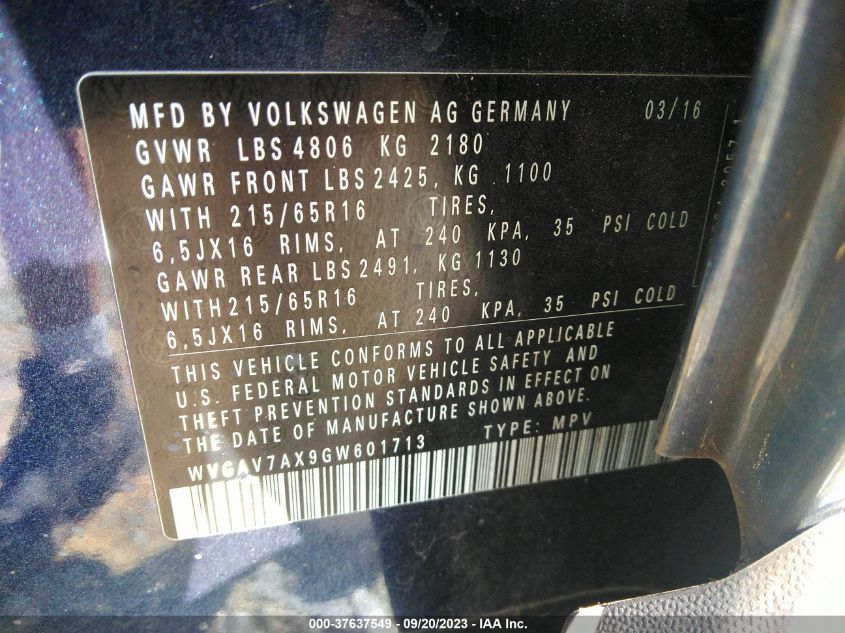 MFD BY VOLKSWAGEN AG GERMANY 03/16
GVWR LBS 4806 KG 2180
GAWR FRONT LBS 2425, KG 1100
WITH 215/65R16 TIRES,
6,5JX16 RIMS, AT 240 KPA, 35 PSI COLD
GAWR REAR LBS 2491, KG 1130
WITH 215/65R16 TIRES,
6,5JX16 RIMS, AT 240 KPA, 35 PSI COLD
THIS VEHICLE CONFORMS TO ALL APPLICABLE
U.S. FEDERAL MOTOR VEHICLE SAFETY AND
THEFT PREVENTION STANDARDS IN EFFECT ON
THE DATE OF MANUFACTURE SHOWN ABOVE.
WVGAV7AX9GW601713 TYPE: MPV
000-37637549 - 09/20/2023 - IAA Inc.